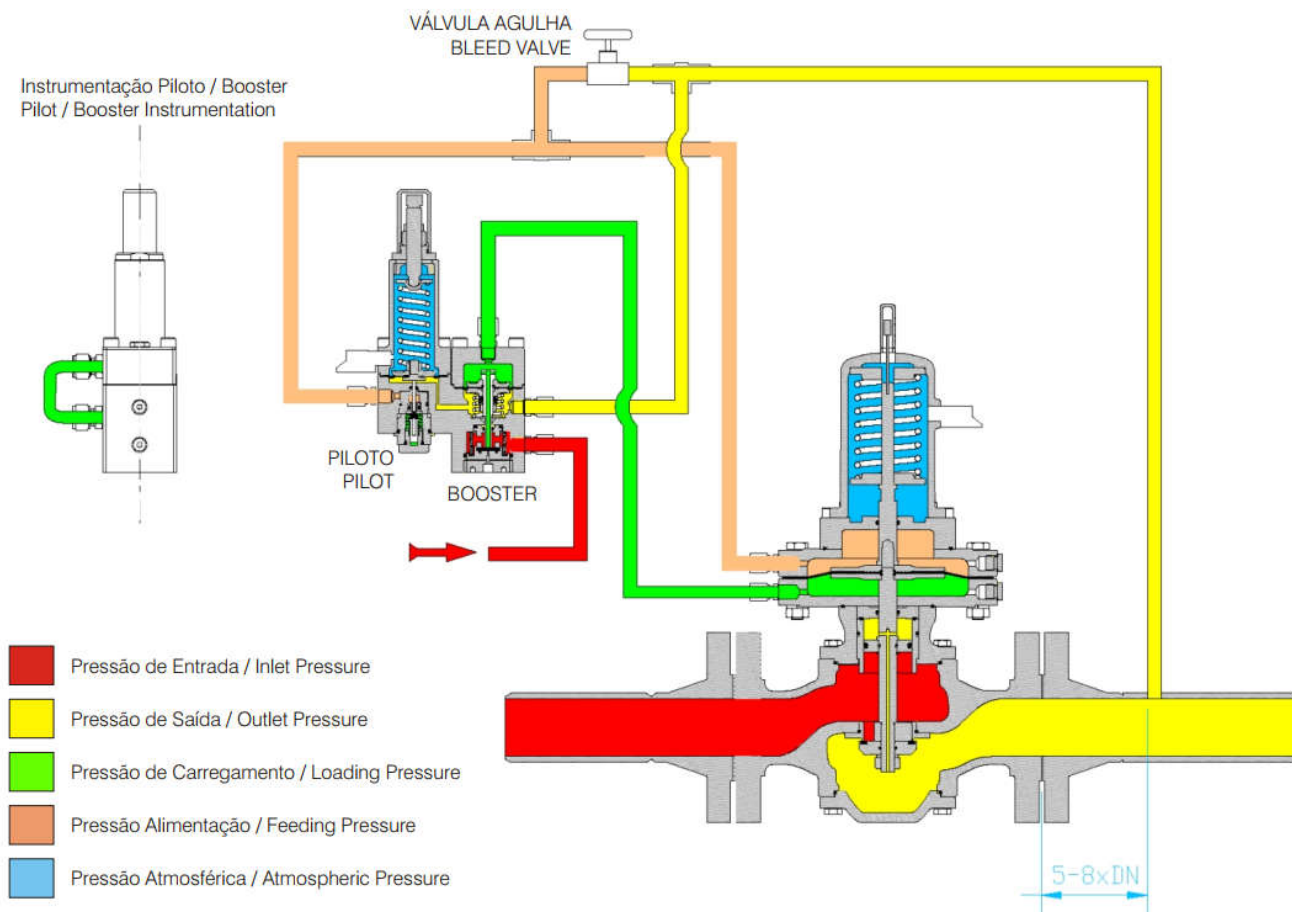 VÁLVULA AGULHA
BLEED VALVE
Instrumentação Piloto / Booster
Pilot / Booster Instrumentation
PILOTO
PILOT
BOOSTER
Pressão de Entrada / Inlet Pressure
Pressão de Saída / Outlet Pressure
Pressão de Carregamento / Loading Pressure
Pressão Alimentação / Feeding Pressure
Pressão Atmosférica / Atmospheric Pressure
5-8xDN